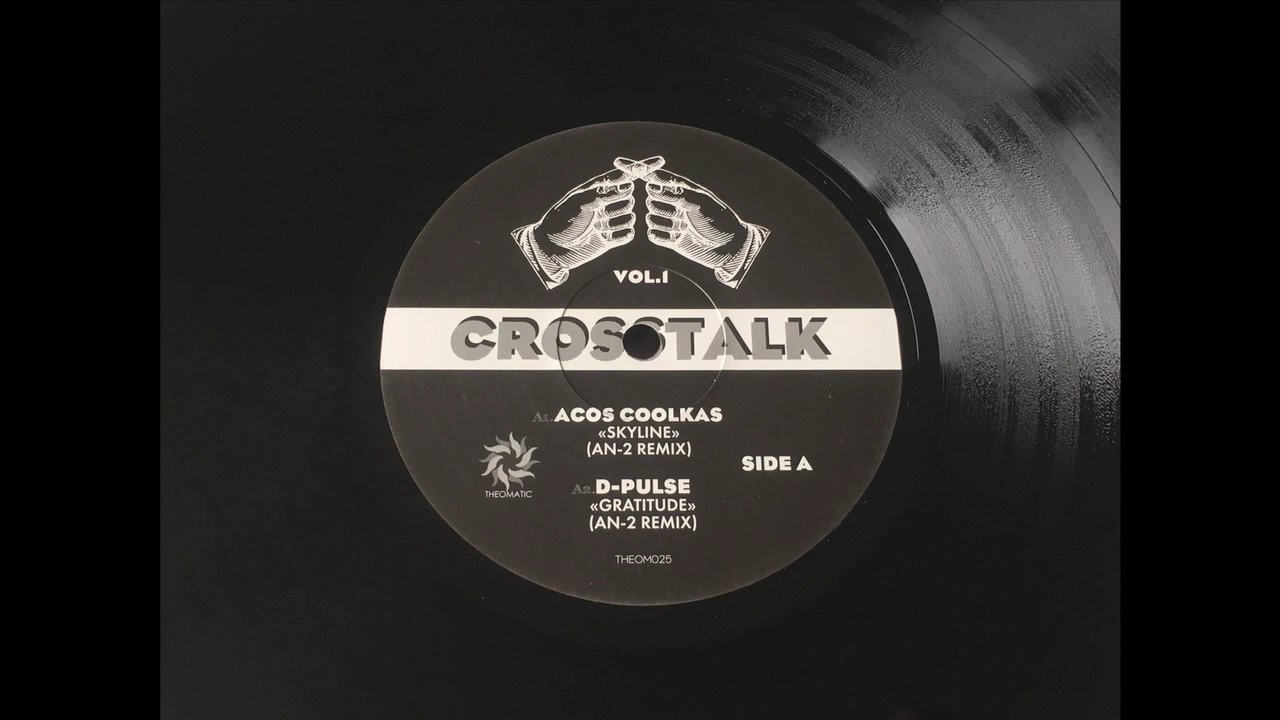 VOL.1
CROSSTALK
A1. ACOS COOLKAS
«SKYLINE»
(AN-2 REMIX)
SIDE A
A2. D-PULSE
«GRATITUDE»
(AN-2 REMIX)
THEOMATIC
THEOM025